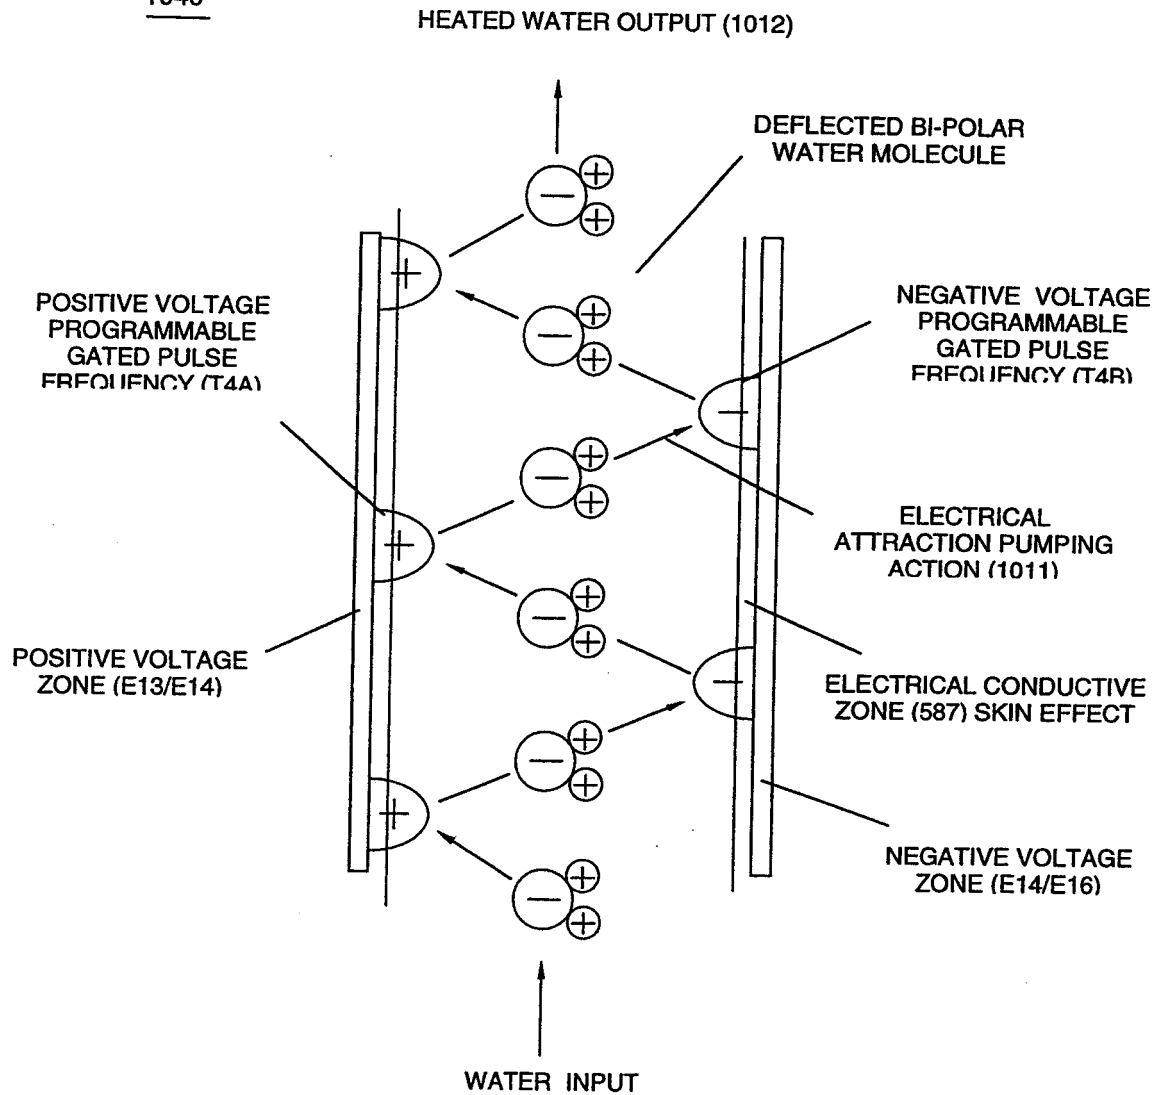 HEATED WATER OUTPUT (1012)
DEFLECTED BI-POLAR
WATER MOLECULE
POSITIVE VOLTAGE
PROGRAMMABLE
GATED PULSE
FREQUENCY (T4A)
NEGATIVE VOLTAGE
PROGRAMMABLE
GATED PULSE
FREQUENCY (T4B)
ELECTRICAL
ATTRACTION PUMPING
ACTION (1011)
POSITIVE VOLTAGE
ZONE (E13/E14)
ELECTRICAL CONDUCTIVE
ZONE (587) SKIN EFFECT
NEGATIVE VOLTAGE
ZONE (E14/E16)
WATER INPUT